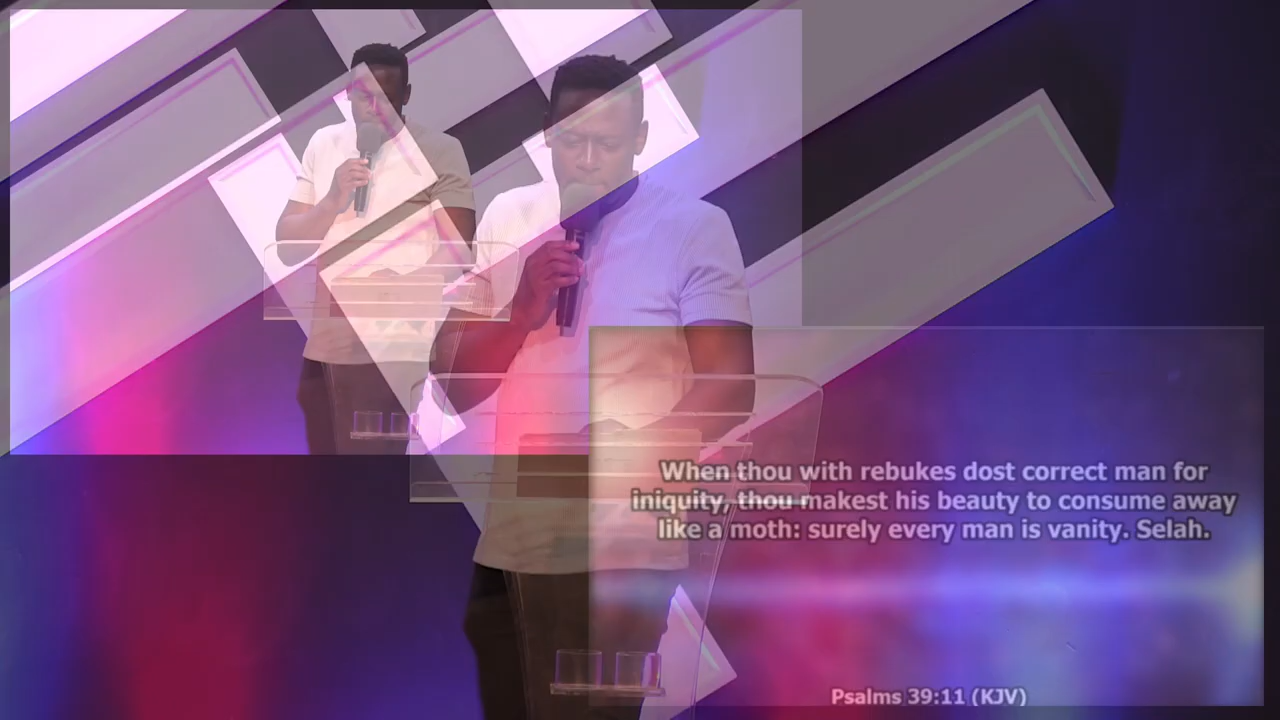 When thou with rebukes dost correct man for
iniquity, thou makest his beauty to consume away
like a moth: surely every man is vanity. Selah.
Psalms 39:11 (KJV)